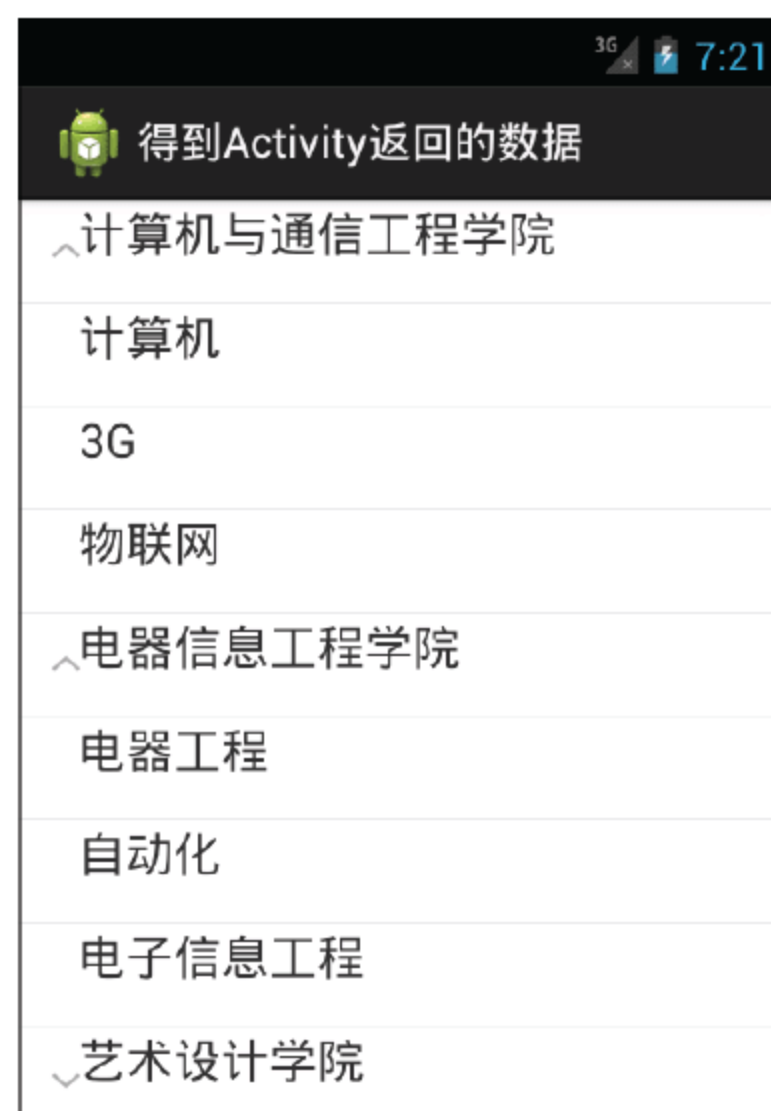 3G 7:21
得到Activity返回的数据
计算机与通信工程学院
计算机
3G
物联网
电器信息工程学院
电器工程
自动化
电子信息工程
艺术设计学院